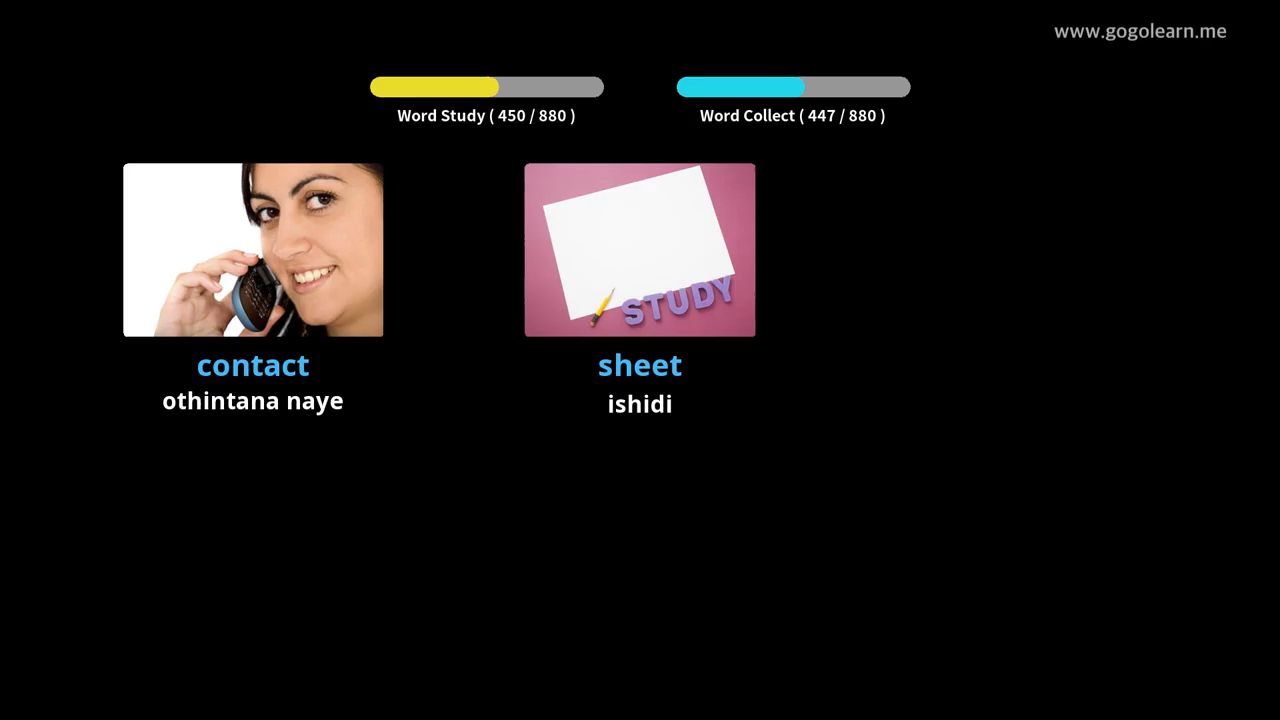 www.gogolearn.me
Word Study ( 450 / 880 )
Word Collect ( 447 / 880 )
STUDY
contact
othintana naye
sheet
ishidi